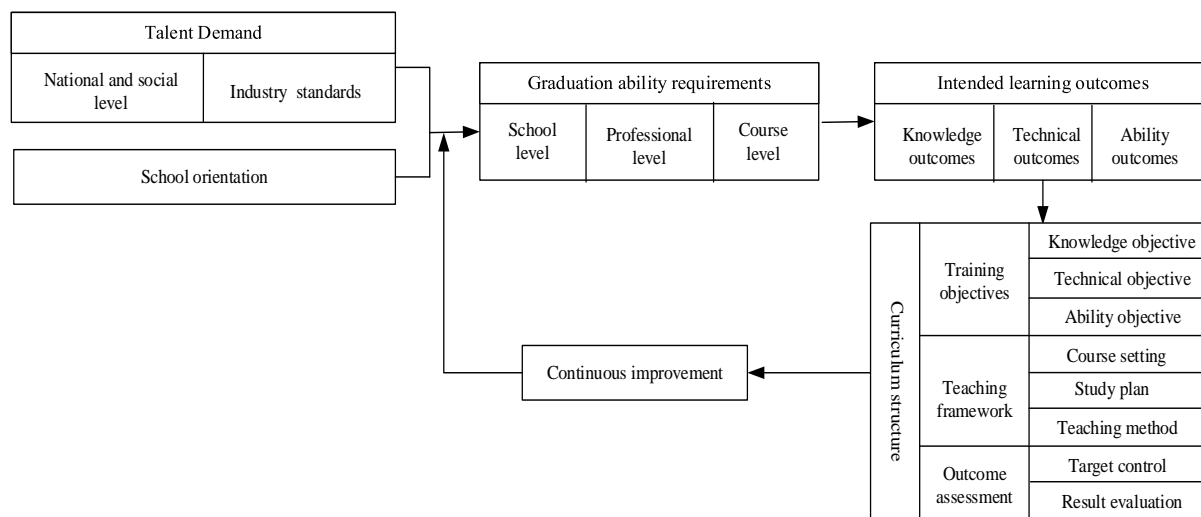 Talent Demand
National and social
level
Industry standards
School orientation
Graduation ability requirements
School
level
Professional
level
Course
level
Intended learning outcomes
Knowledge
outcomes
Technical
outcomes
Ability
outcomes
Curriculum structure
Training
objectives
Knowledge objective
Technical objective
Ability objective
Teaching
framework
Course setting
Study plan
Teaching method
Outcome
assessment
Target control
Result evaluation
Continuous improvement